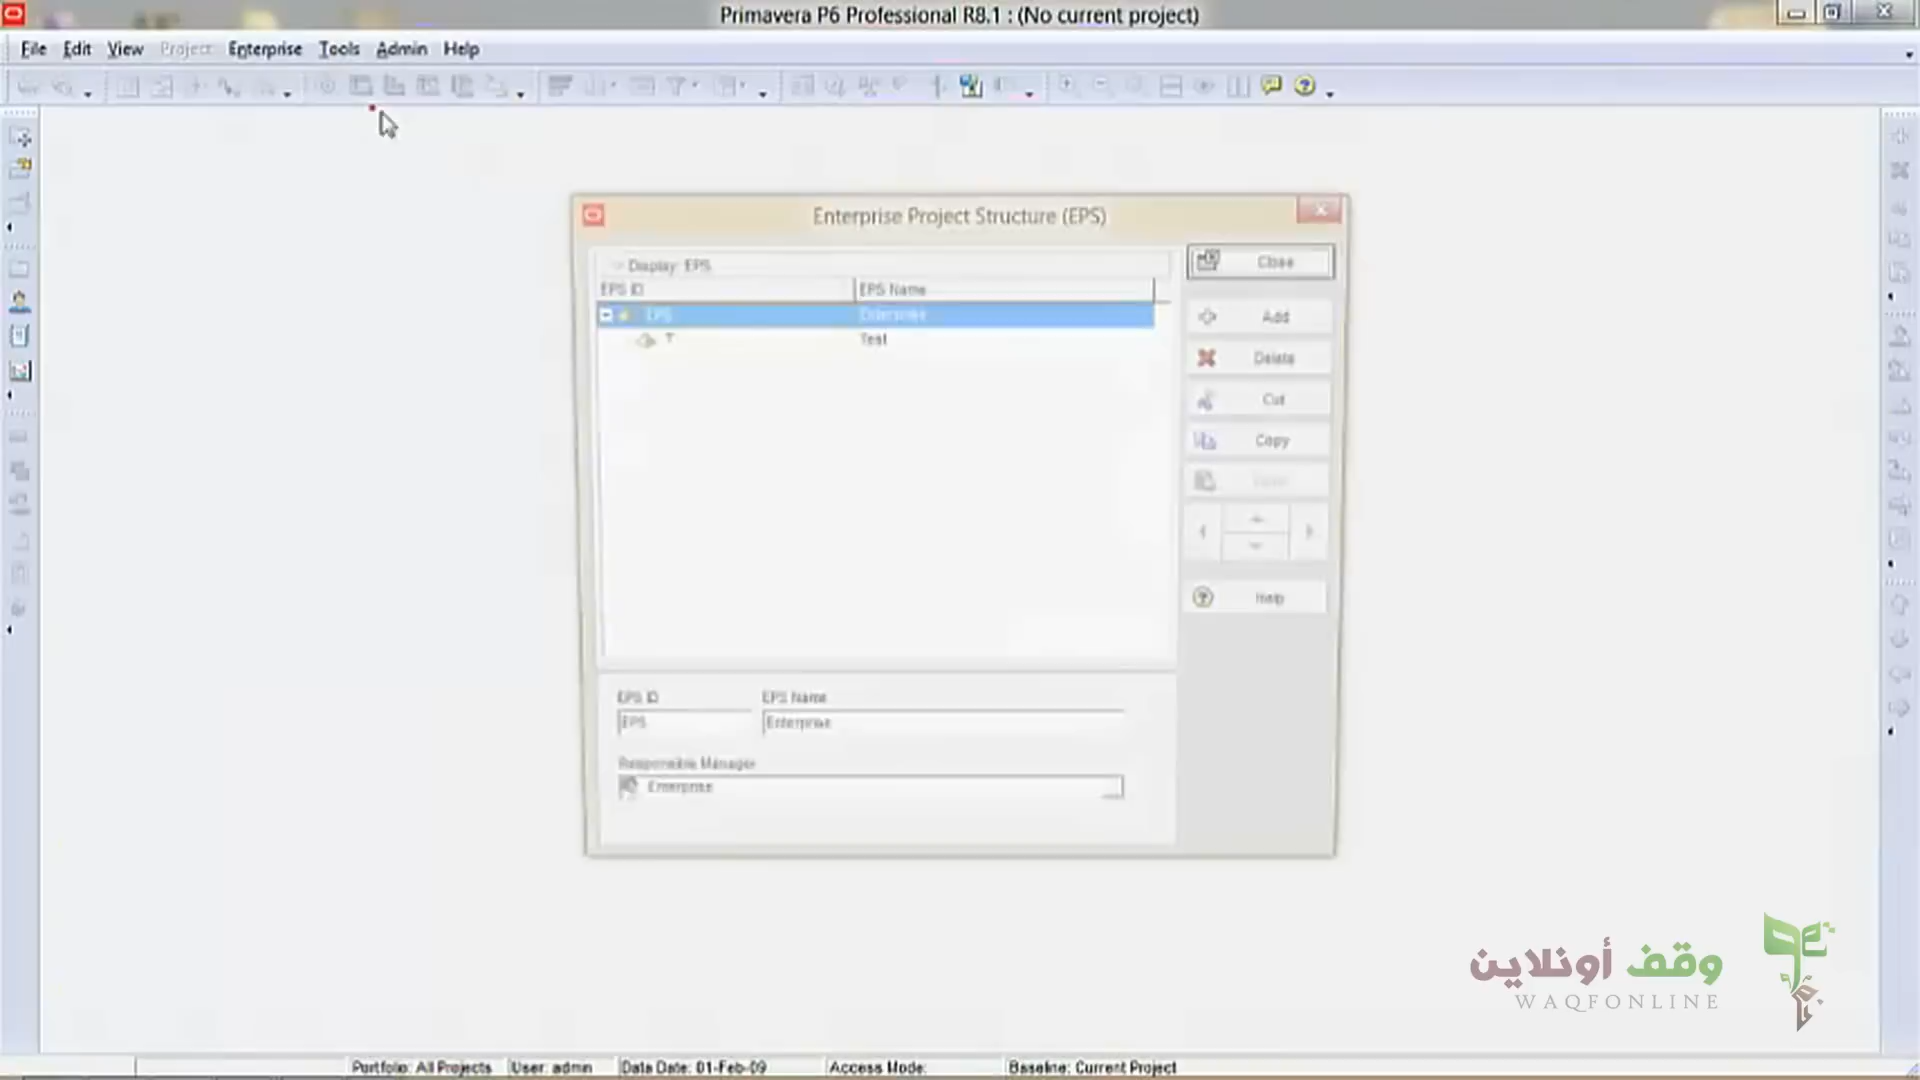 Primavera P6 Professional R8.1 : (No current project)
File Edit View Project Enterprise Tools Admin Help
Enterprise Project Structure (EPS)
Display: EPS
Close
EPS ID EPS Name
EPS Enterprise
Add
T Test
Delete
Cut
Copy
Paste
Help
EPS ID EPS Name
EPS Enterprise
Responsible Manager
Enterprise
وقف أونلاين
WAQFONLINE
Portfolio: All Projects User: admin Data Date: 01-Feb-09 Access Mode: Baseline: Current Project